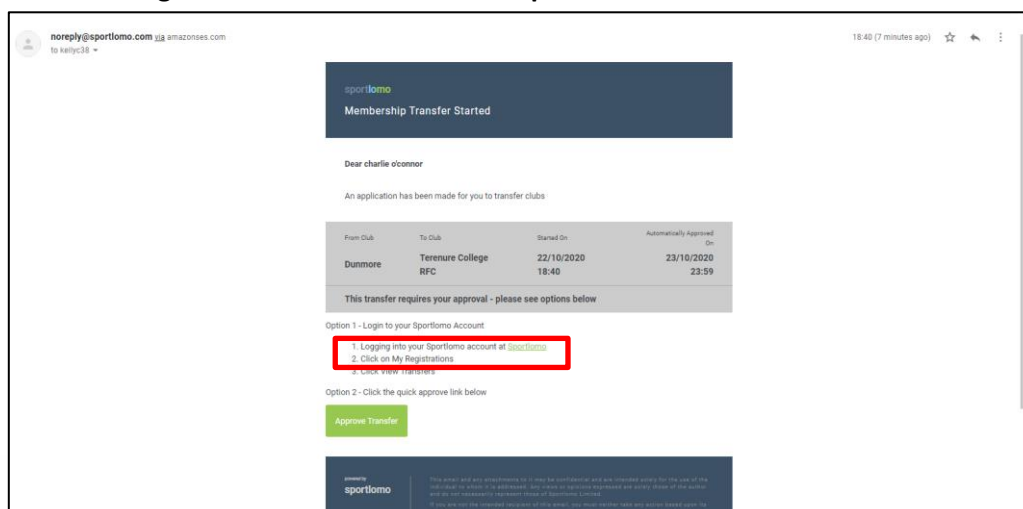 noreply@sportlomo.com via amazonses.com
18:40 (7 minutes ago)
to kellyc38
sportlomo
Membership Transfer Started
Dear charlie o'connor
An application has been made for you to transfer clubs
From Club To Club Started On Automatically Approved On
Dunmore Terenure College RFC 22/10/2020 18:40 23/10/2020 23:59
This transfer requires your approval - please see options below
Option 1 - Login to your Sportlomo Account
1. Logging into your Sportlomo account at Sportlomo
2. Click on My Registrations
3. Click View Transfers
Option 2 - Click the quick approve link below
Approve Transfer
powered by
sportlomo
This email and any attachments to it may be confidential and are intended solely for the use of the
individual to whom it is addressed. Any views or opinions expressed are solely those of the author
and do not necessarily represent those of Sportlomo Limited.
If you are not the intended recipient of this email, you must neither take any action based upon its